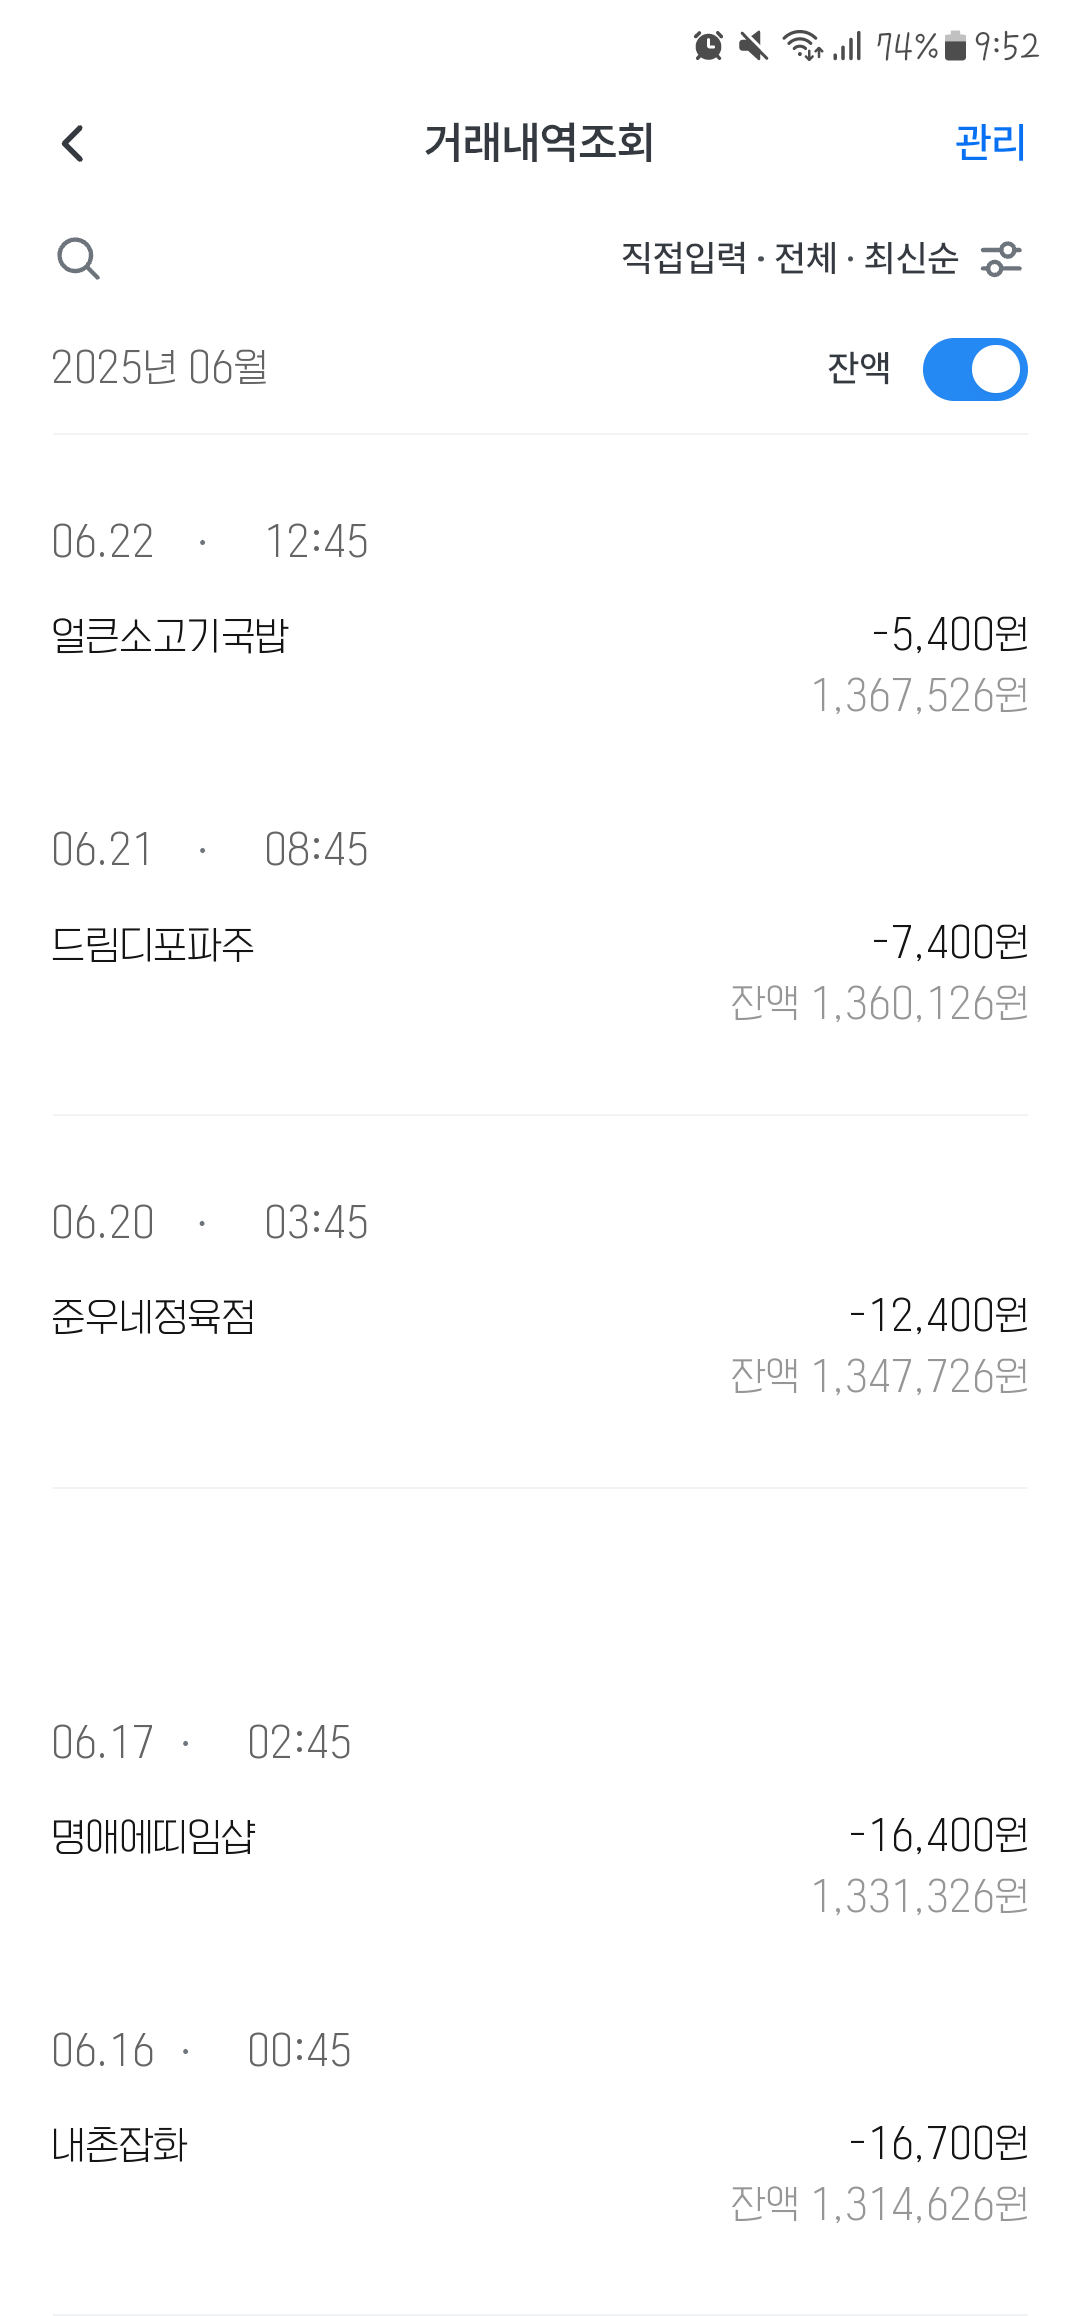 74% 9:52
거래내역조회 관리
직접입력 · 전체 · 최신순
2025년 06월 잔액
06.22 · 12:45
얼큰소고기국밥 -5,400원
1,367,526원
06.21 · 08:45
드림디포파주 -7,400원
잔액 1,360,126원
06.20 · 03:45
준우네정육점 -12,400원
잔액 1,347,726원
06.17 · 02:45
명애에띠임샵 -16,400원
1,331,326원
06.16 · 00:45
내촌잡화 -16,700원
잔액 1,314,626원